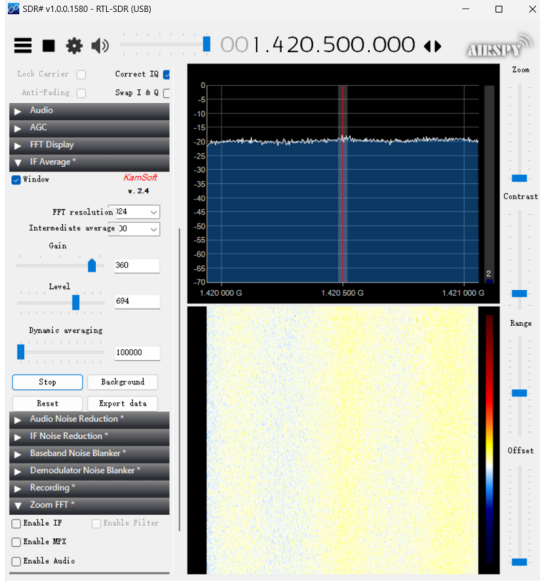 SDR# v1.0.0.1580 - RTL-SDR (USB)
001.420.500.000
AIRSPY
Lock Carrier
Correct IQ
Anti-Fading
Swap I & Q
Audio
AGC
FFT Display
IF Average *
Window
KamSoft
v. 2.4
FFT resolution
Intermediate average
Gain
360
Level
694
Dynamic averaging
100000
Stop
Background
Reset
Export data
Audio Noise Reduction *
IF Noise Reduction *
Baseband Noise Blanker *
Demodulator Noise Blanker *
Recording *
Zoom FFT *
Enable IF
Enable Filter
Enable MPX
Enable Audio
0
-5
-10
-15
-20
-25
-30
-35
-40
-45
-50
-55
-60
-65
-70
2
1.420 000 G
1.420 500 G
1.421 000 G
Zoom
Contrast
Range
Offset